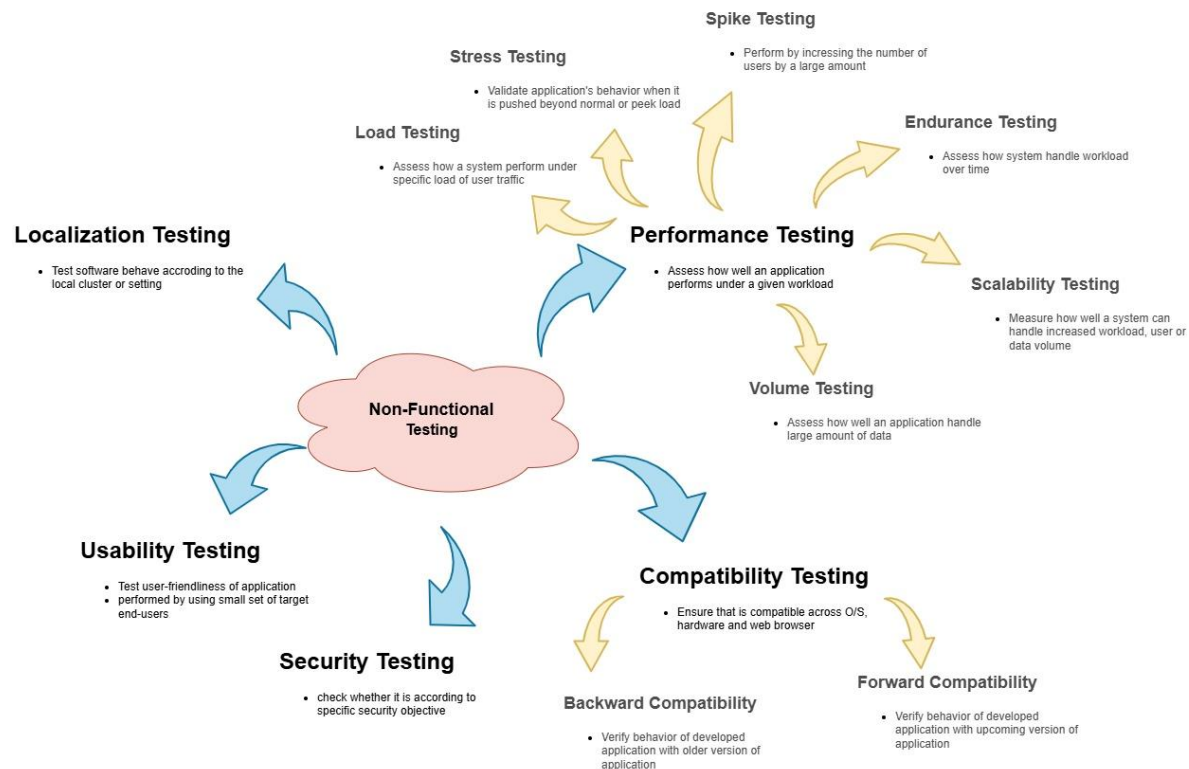 Spike Testing
Perform by increasing the number of
users by a large amount
Stress Testing
Validate application's behavior when it
is pushed beyond normal or peek load
Load Testing
Assess how a system perform under
specific load of user traffic
Endurance Testing
Assess how system handle workload
over time
Localization Testing
Test software behave accroding to the
local cluster or setting
Performance Testing
Assess how well an application
performs under a given workload
Scalability Testing
Measure how well a system can
handle increased workload, user or
data volume
Volume Testing
Assess how well an application handle
large amount of data
Non-Functional
Testing
Usability Testing
Test user-friendliness of application
performed by using small set of target
end-users
Security Testing
check whether it is according to
specific security objective
Compatibility Testing
Ensure that is compatible across O/S,
hardware and web browser
Backward Compatibility
Verify behavior of developed
application with older version of
application
Forward Compatibility
Verify behavior of developed
application with upcoming version of
application